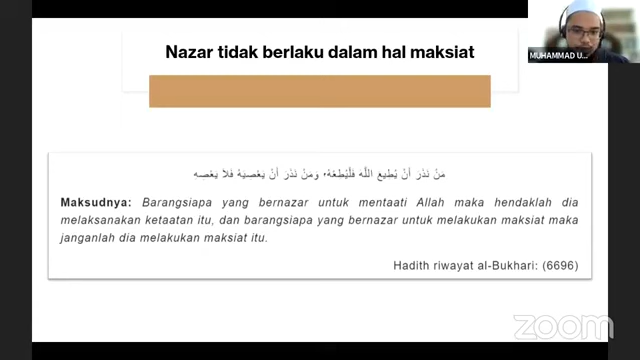 Nazar tidak berlaku dalam hal maksiat
MUHAMMAD U...
مَنْ نَذَرَ أَنْ يُطِيعَ اللَّهَ فَلْيُطِعْهُ، وَمَنْ نَذَرَ أَنْ يَعْصِيَهُ فَلاَ يَعْصِهِ
Maksudnya: Barangsiapa yang bernazar untuk mentaati Allah maka hendaklah dia
melaksanakan ketaatan itu, dan barangsiapa yang bernazar untuk melakukan maksiat maka
janganlah dia melakukan maksiat itu.
Hadith riwayat al-Bukhari: (6696)
zoom